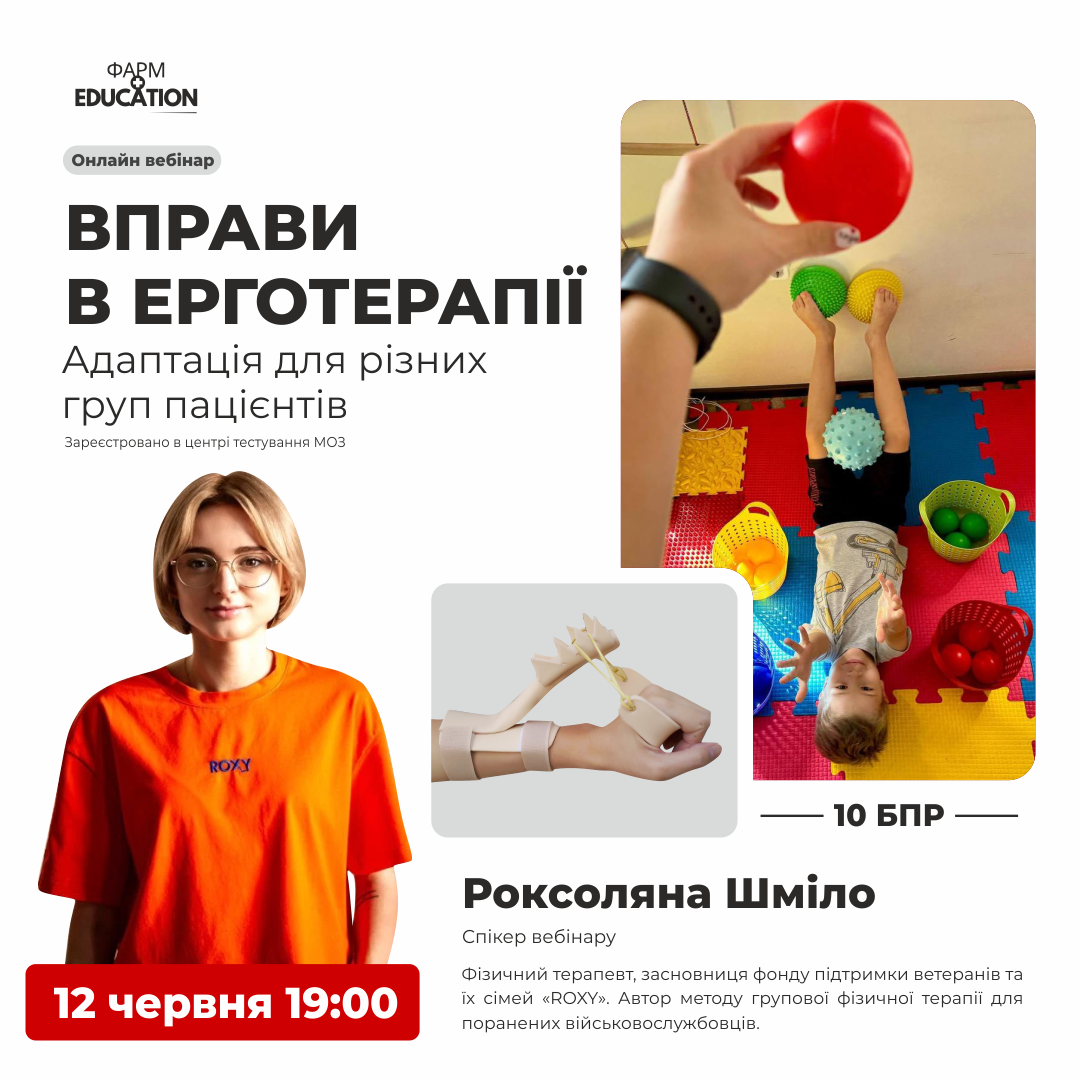 ФАРМ
EDUCATION
Онлайн вебінар
ВПРАВИ
В ЕРГОТЕРАПІЇ
Адаптація для різних
груп пацієнтів
Зареєстровано в центрі тестування МОЗ
ROXY
10 БПР
Роксоляна Шміло
Спікер вебінару
Фізичний терапевт, засновниця фонду підтримки ветеранів та
їх сімей «ROXY». Автор методу групової фізичної терапії для
поранених військовослужбовців.
12 червня 19:00